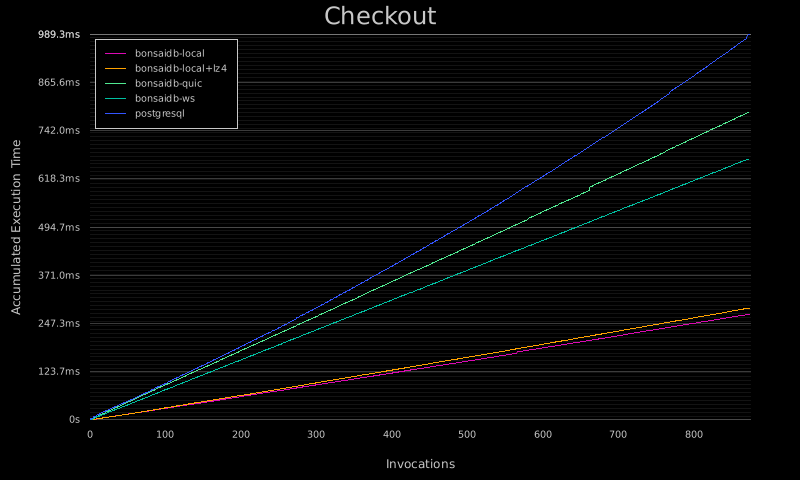 Checkout
989.3ms
865.6ms
742.0ms
618.3ms
494.7ms
371.0ms
247.3ms
123.7ms
0s
Accumulated Execution Time
bonsaidb-local
bonsaidb-local+lz4
bonsaidb-quic
bonsaidb-ws
postgresql
0 100 200 300 400 500 600 700 800
Invocations